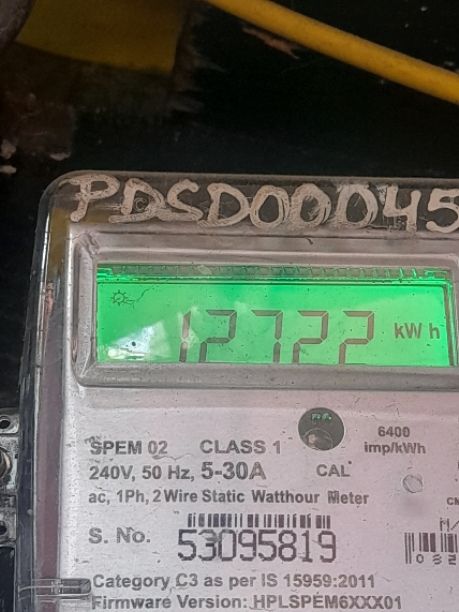 PDSD000045
12722 kWh
6400
SPEM 02 CLASS 1 imp/kWh
240V, 50 Hz, 5-30A CAL
ac, 1Ph, 2 Wire Static Watthour Meter
S. No. 53095819
Category C3 as per IS 15959:2011
Firmware Version: HPLSPEM6XXX01